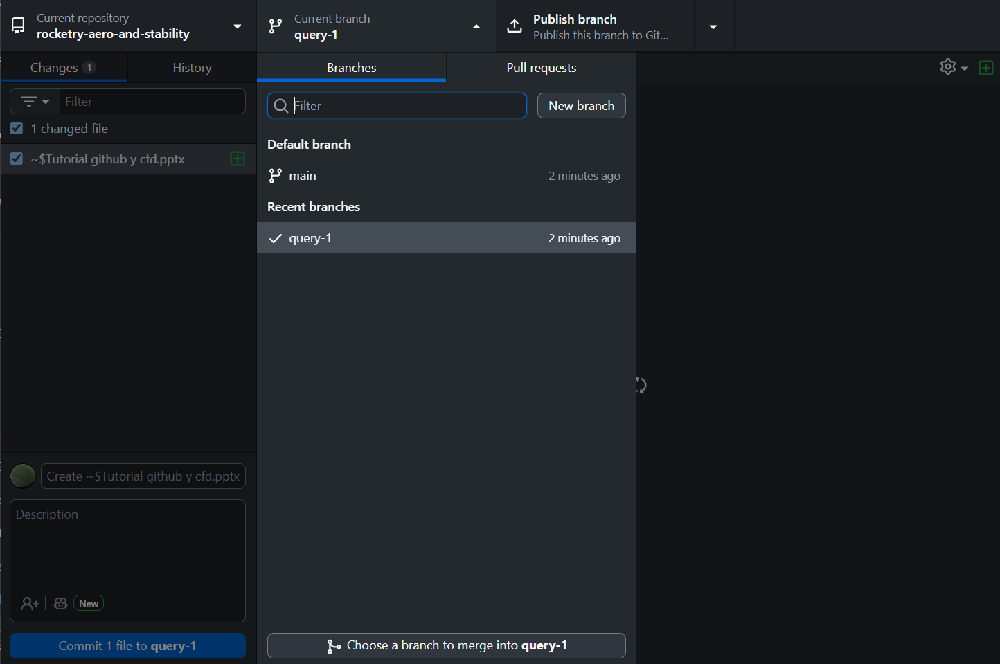 Current repository
rocketry-aero-and-stability
Current branch
query-1
Publish branch
Publish this branch to Git...
Changes 1
History
Branches
Pull requests
Filter
Filter
New branch
1 changed file
~$Tutorial github y cfd.pptx
Default branch
main 2 minutes ago
Recent branches
query-1 2 minutes ago
Create ~$Tutorial github y cfd.pptx
Description
New
Commit 1 file to query-1
Choose a branch to merge into query-1